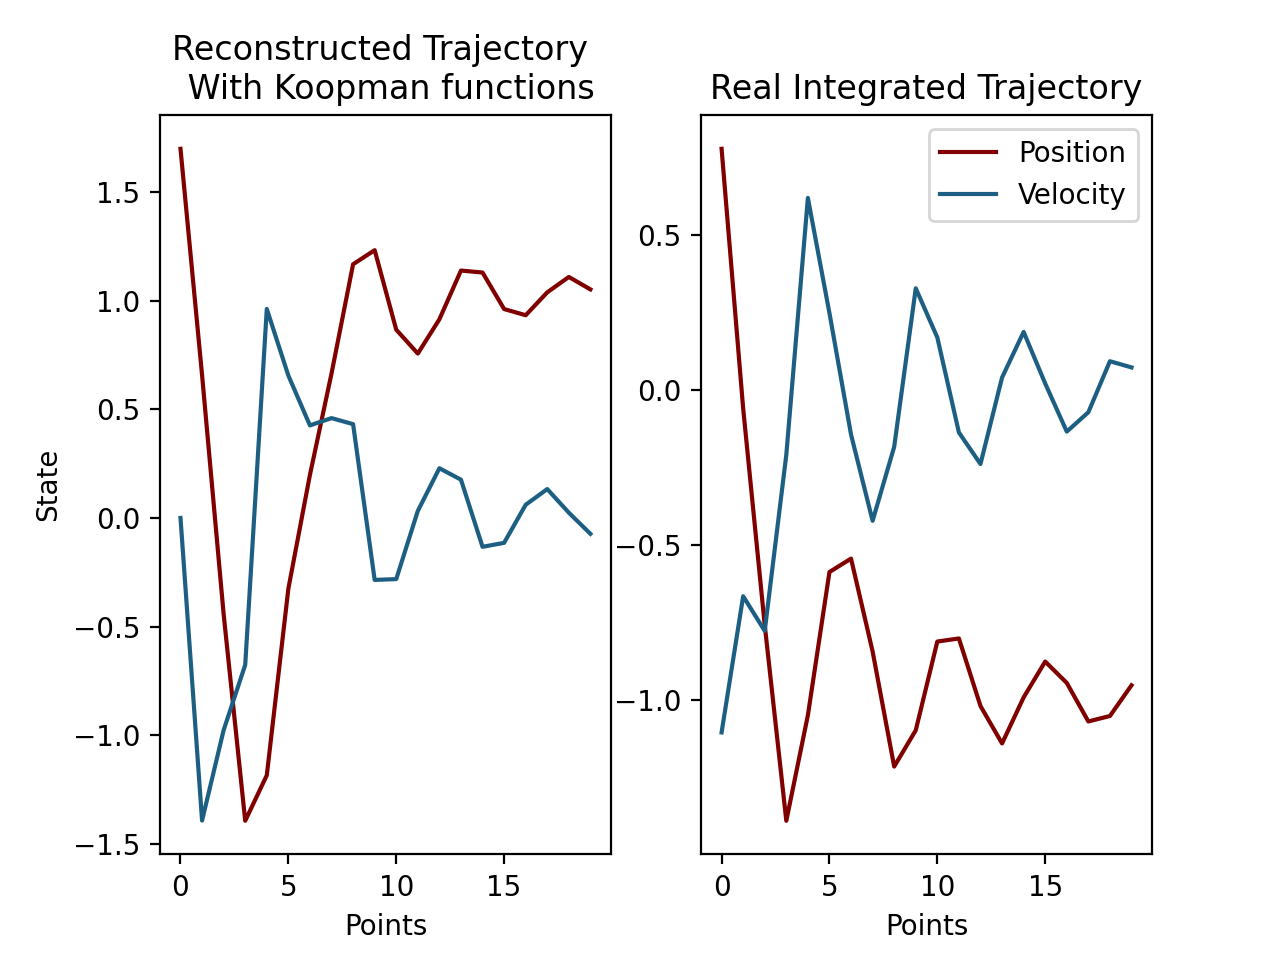 Reconstructed Trajectory
With Koopman functions
Real Integrated Trajectory
Position
Velocity
State
1.5
1.0
0.5
0.0
−0.5
−1.0
−1.5
0 5 10 15
Points
0.5
0.0
−0.5
−1.0
0 5 10 15
Points